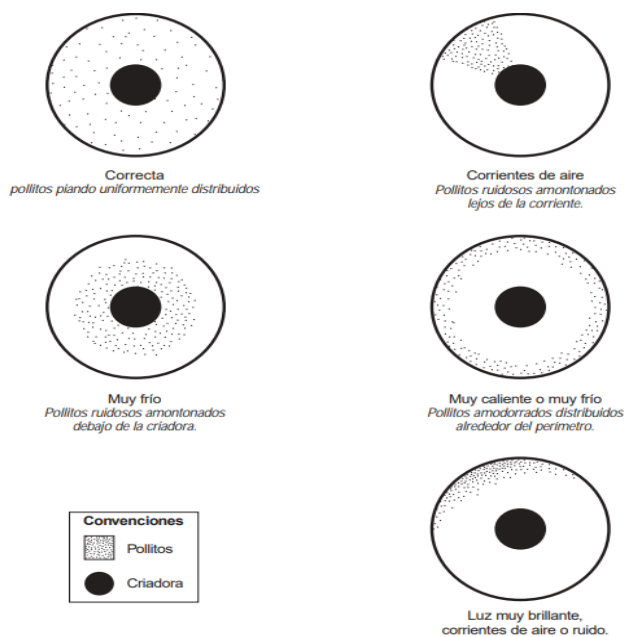 Correcta
pollitos piando uniformemente distribuidos
Corrientes de aire
Pollitos ruidosos amontonados
lejos de la corriente.
Muy frío
Pollitos ruidosos amontonados
debajo de la criadora.
Muy caliente o muy frío
Pollitos amodorrados distribuidos
alrededor del perímetro.
Convenciones
Pollitos
Criadora
Luz muy brillante,
corrientes de aire o ruido.